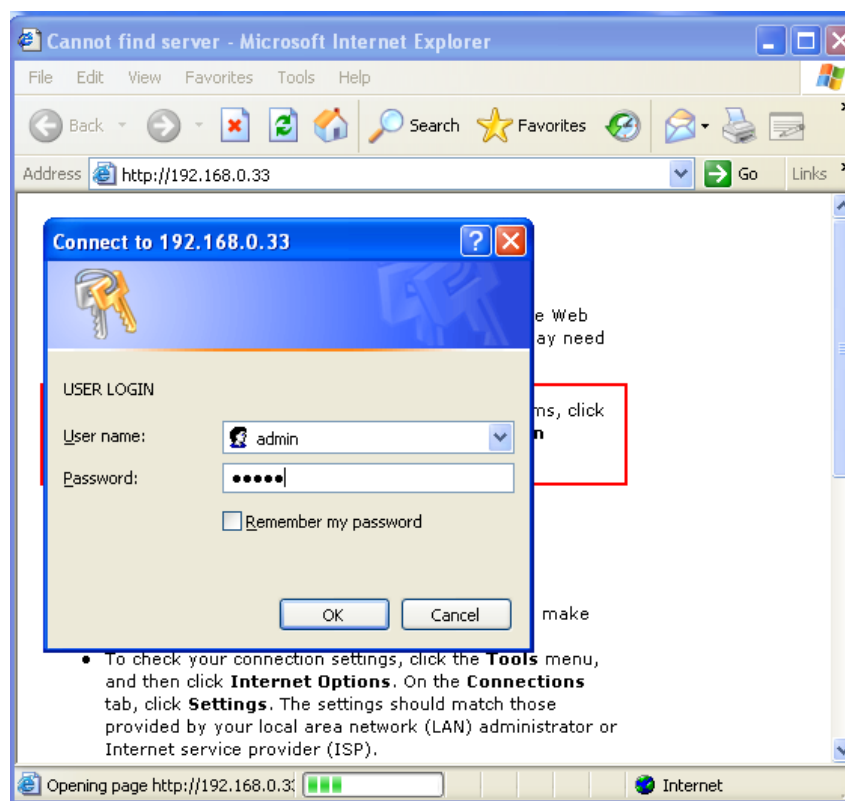 Cannot find server - Microsoft Internet Explorer
File Edit View Favorites Tools Help
Back Search Favorites
Address http://192.168.0.33 Go Links
Connect to 192.168.0.33
e Web
ay need
USER LOGIN
ms, click
User name: admin
n
Password: •••••
Remember my password
OK Cancel
make
• To check your connection settings, click the Tools menu,
and then click Internet Options. On the Connections
tab, click Settings. The settings should match those
provided by your local area network (LAN) administrator or
Internet service provider (ISP).
Opening page http://192.168.0.3 Internet